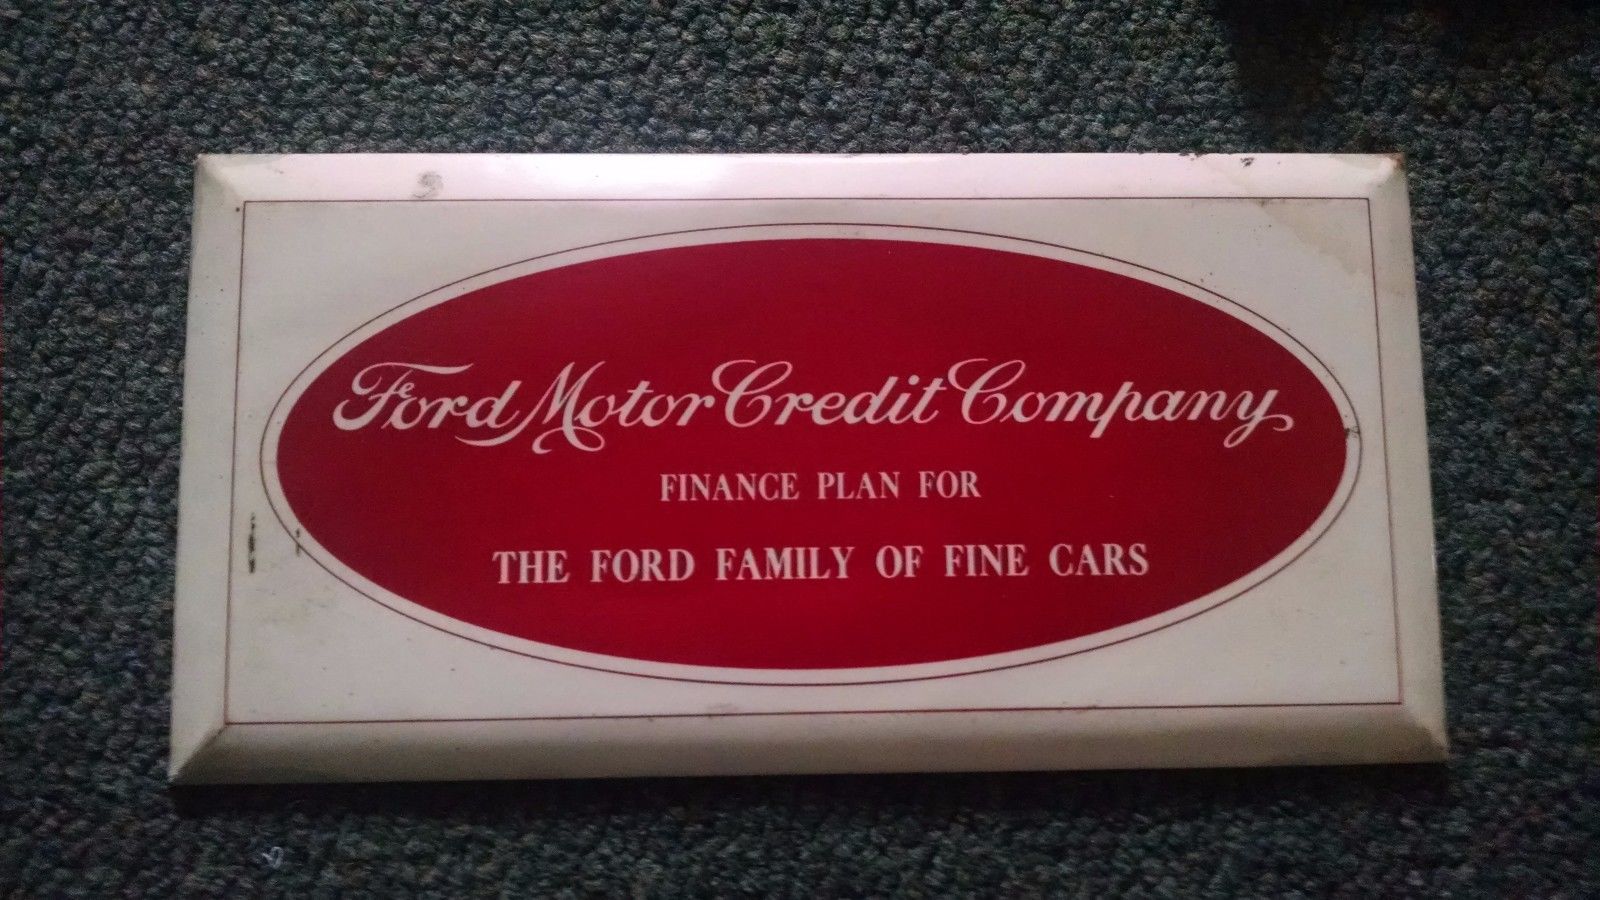 Ford Motor Credit Company
FINANCE PLAN FOR
THE FORD FAMILY OF FINE CARS